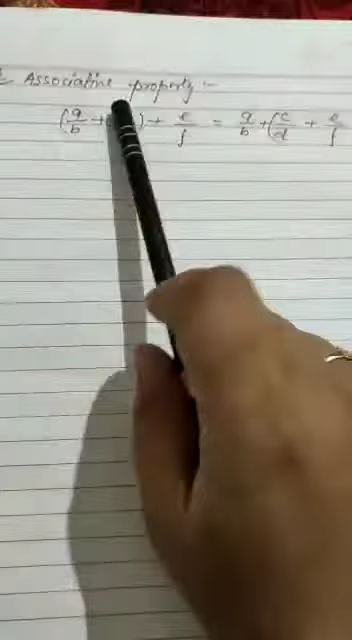 Associative property :-
(a/b + ) + e/f = a/b + (c/d + e/f